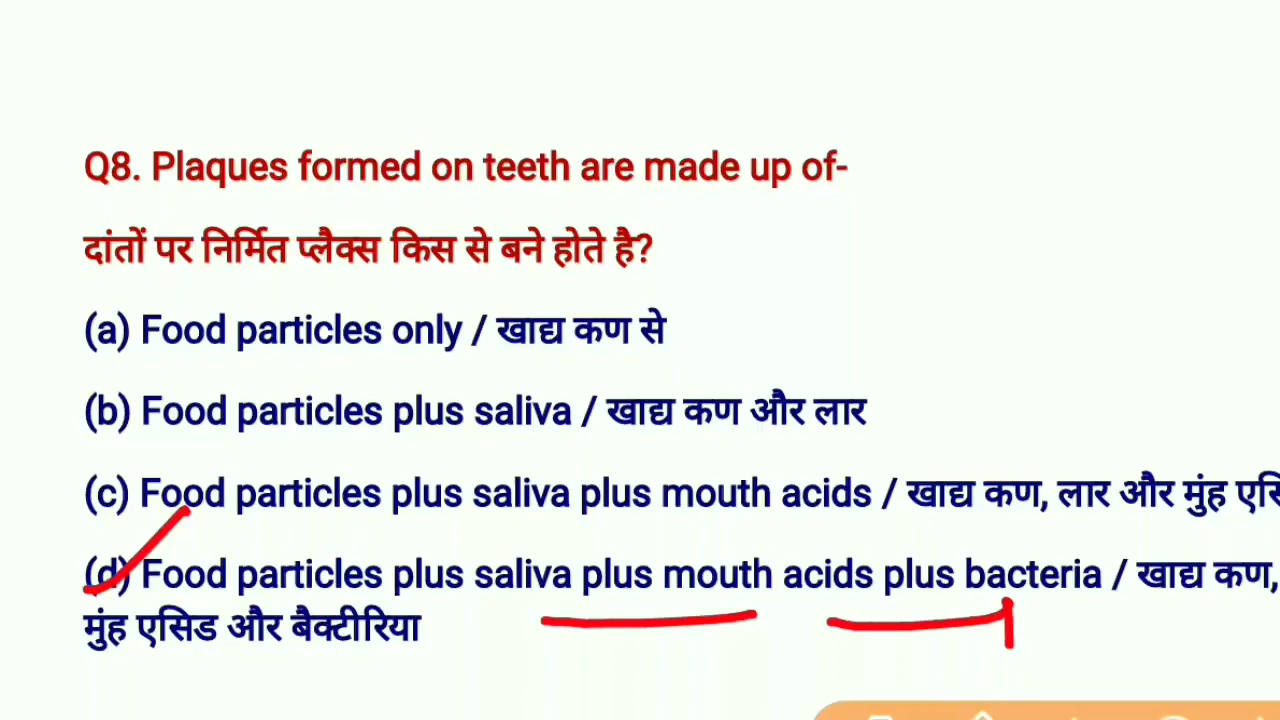 Q8. Plaques formed on teeth are made up of-
दांतों पर निर्मित प्लैक्स किस से बने होते है?
(a) Food particles only / खाद्य कण से
(b) Food particles plus saliva / खाद्य कण और लार
(c) Food particles plus saliva plus mouth acids / खाद्य कण, लार और मुंह
(d) Food particles plus saliva plus mouth acids plus bacteria / खाद्य कण,
मुंह एसिड और बैक्टीरिया